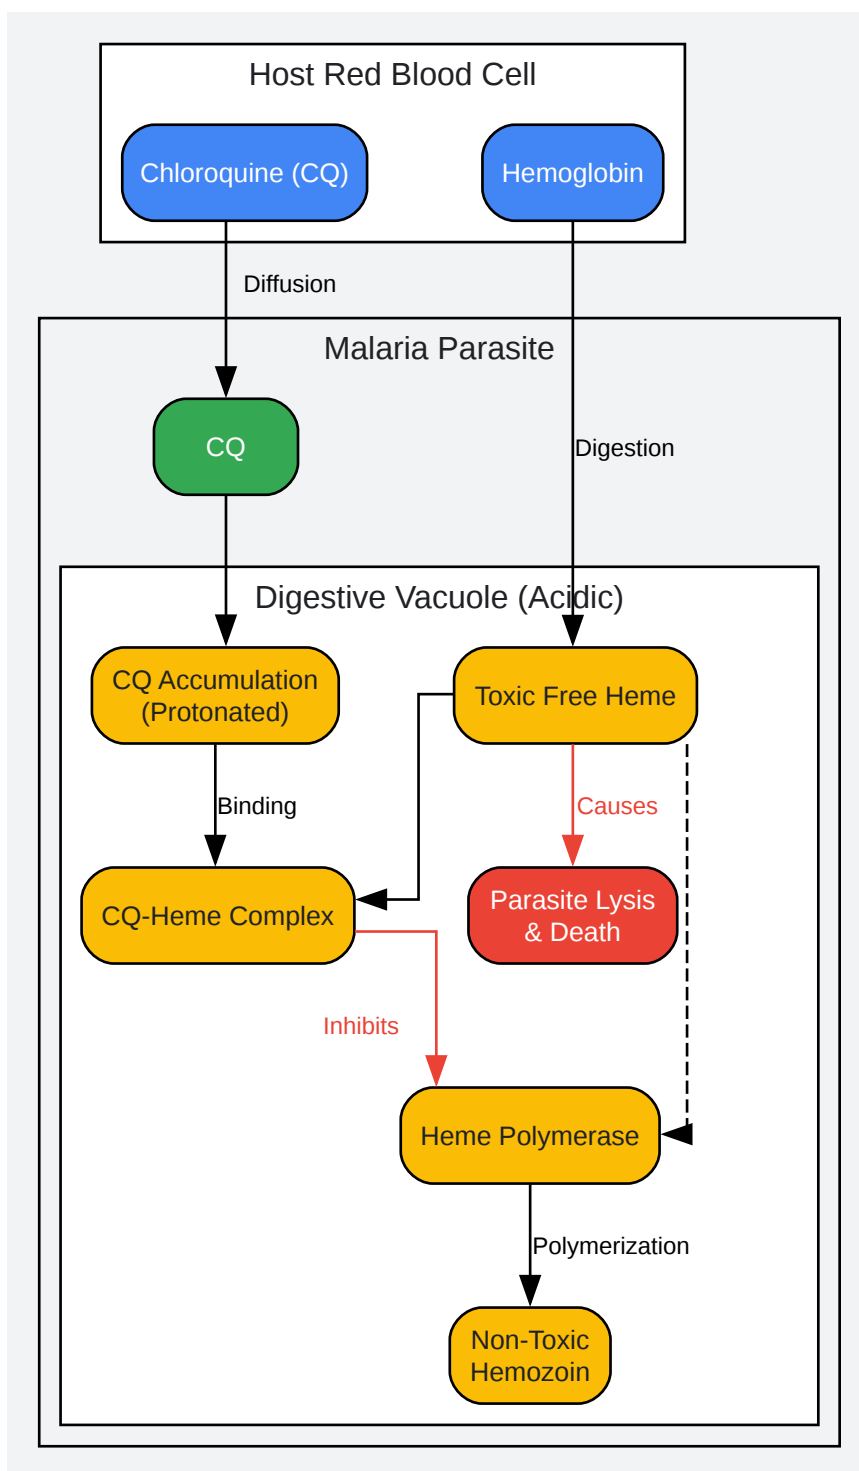 Host Red Blood Cell
Chloroquine (CQ)
Hemoglobin
Diffusion
Malaria Parasite
CQ
Digestion
Digestive Vacuole (Acidic)
CQ Accumulation
(Protonated)
Toxic Free Heme
Binding
Causes
CQ-Heme Complex
Parasite Lysis
& Death
Inhibits
Heme Polymerase
Polymerization
Non-Toxic
Hemozoin